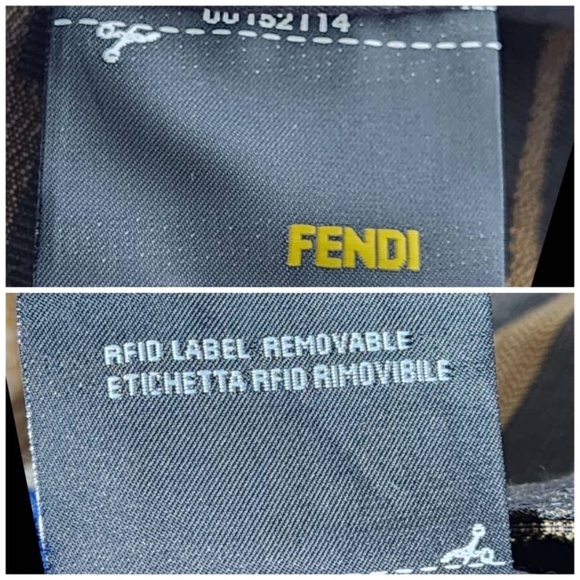 00152114
FENDI
RFID LABEL REMOVABLE
ETICHETTA RFID RIMOVIBILE